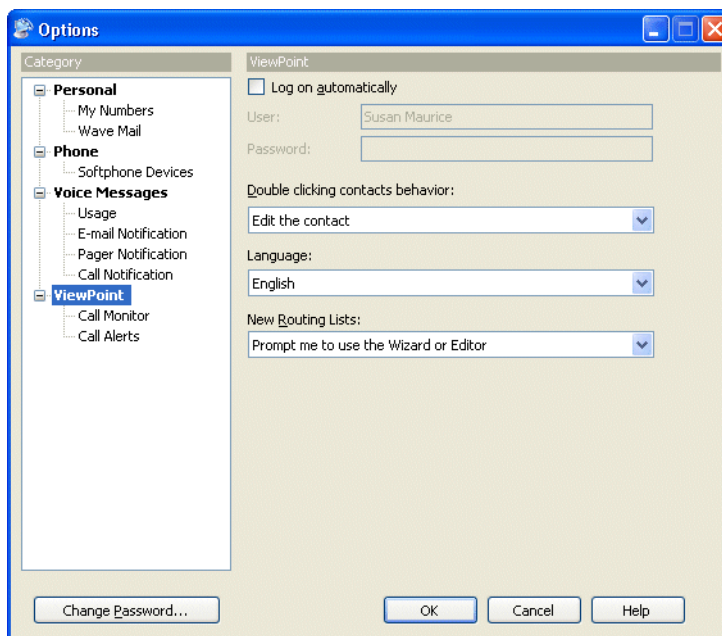 Options
Category
Personal
My Numbers
Wave Mail
Phone
Softphone Devices
Voice Messages
Usage
E-mail Notification
Pager Notification
Call Notification
ViewPoint
Call Monitor
Call Alerts
ViewPoint
Log on automatically
User: Susan Maurice
Password:
Double clicking contacts behavior:
Edit the contact
Language:
English
New Routing Lists:
Prompt me to use the Wizard or Editor
Change Password... OK Cancel Help